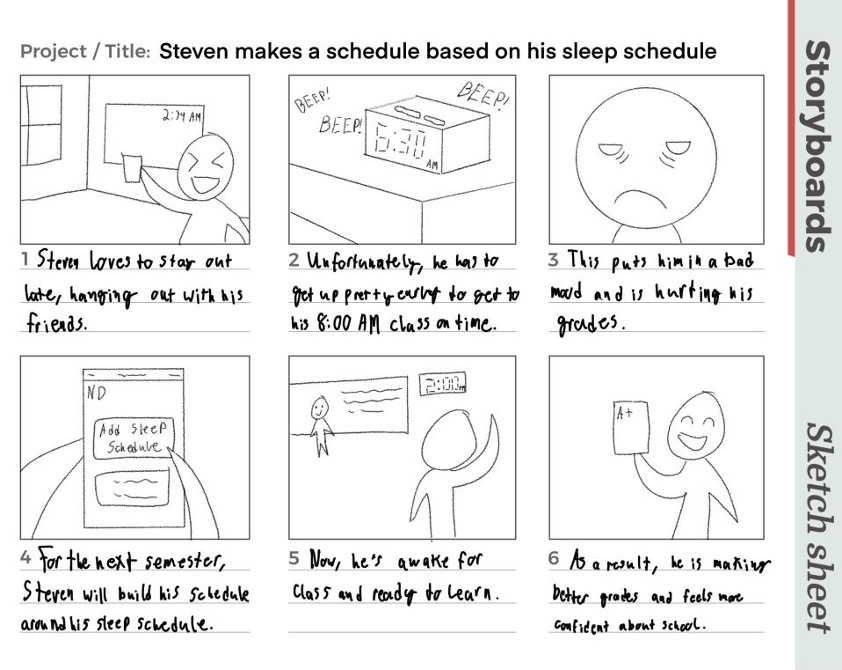 Project / Title: Steven makes a schedule based on his sleep schedule
2:34 AM
BEEP!
BEEP!
BEEP!
6:30
AM
1 Steven loves to stay out
late, hanging out with his
friends.
2 Unfortunately, he has to
get up pretty early to get to
his 8:00 AM class on time.
3 This puts him in a bad
mood and is hurting his
grades.
ND
Add Sleep
Schedule
2:00
A+
4 For the next semester,
Steven will build his schedule
around his sleep schedule.
5 Now, he's awake for
class and ready to learn.
6 As a result, he is making
better grades and feels more
confident about school.
Storyboards
Sketch sheet